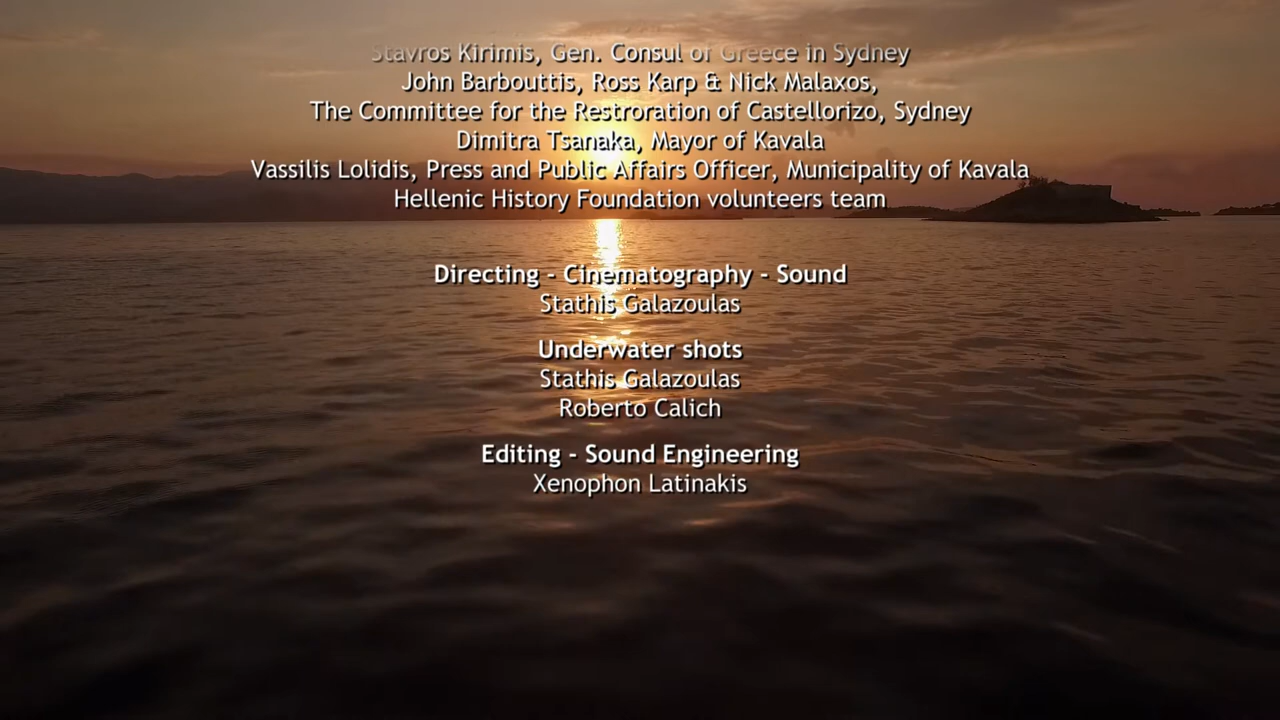 Stavros Kirimis, Gen. Consul of Greece in Sydney
John Barbouttis, Ross Karp & Nick Malaxos,
The Committee for the Restroration of Castellorizo, Sydney
Dimitra Tsanaka, Mayor of Kavala
Vassilis Lolidis, Press and Public Affairs Officer, Municipality of Kavala
Hellenic History Foundation volunteers team
Directing - Cinematography - Sound
Stathis Galazoulas
Underwater shots
Stathis Galazoulas
Roberto Calich
Editing - Sound Engineering
Xenophon Latinakis